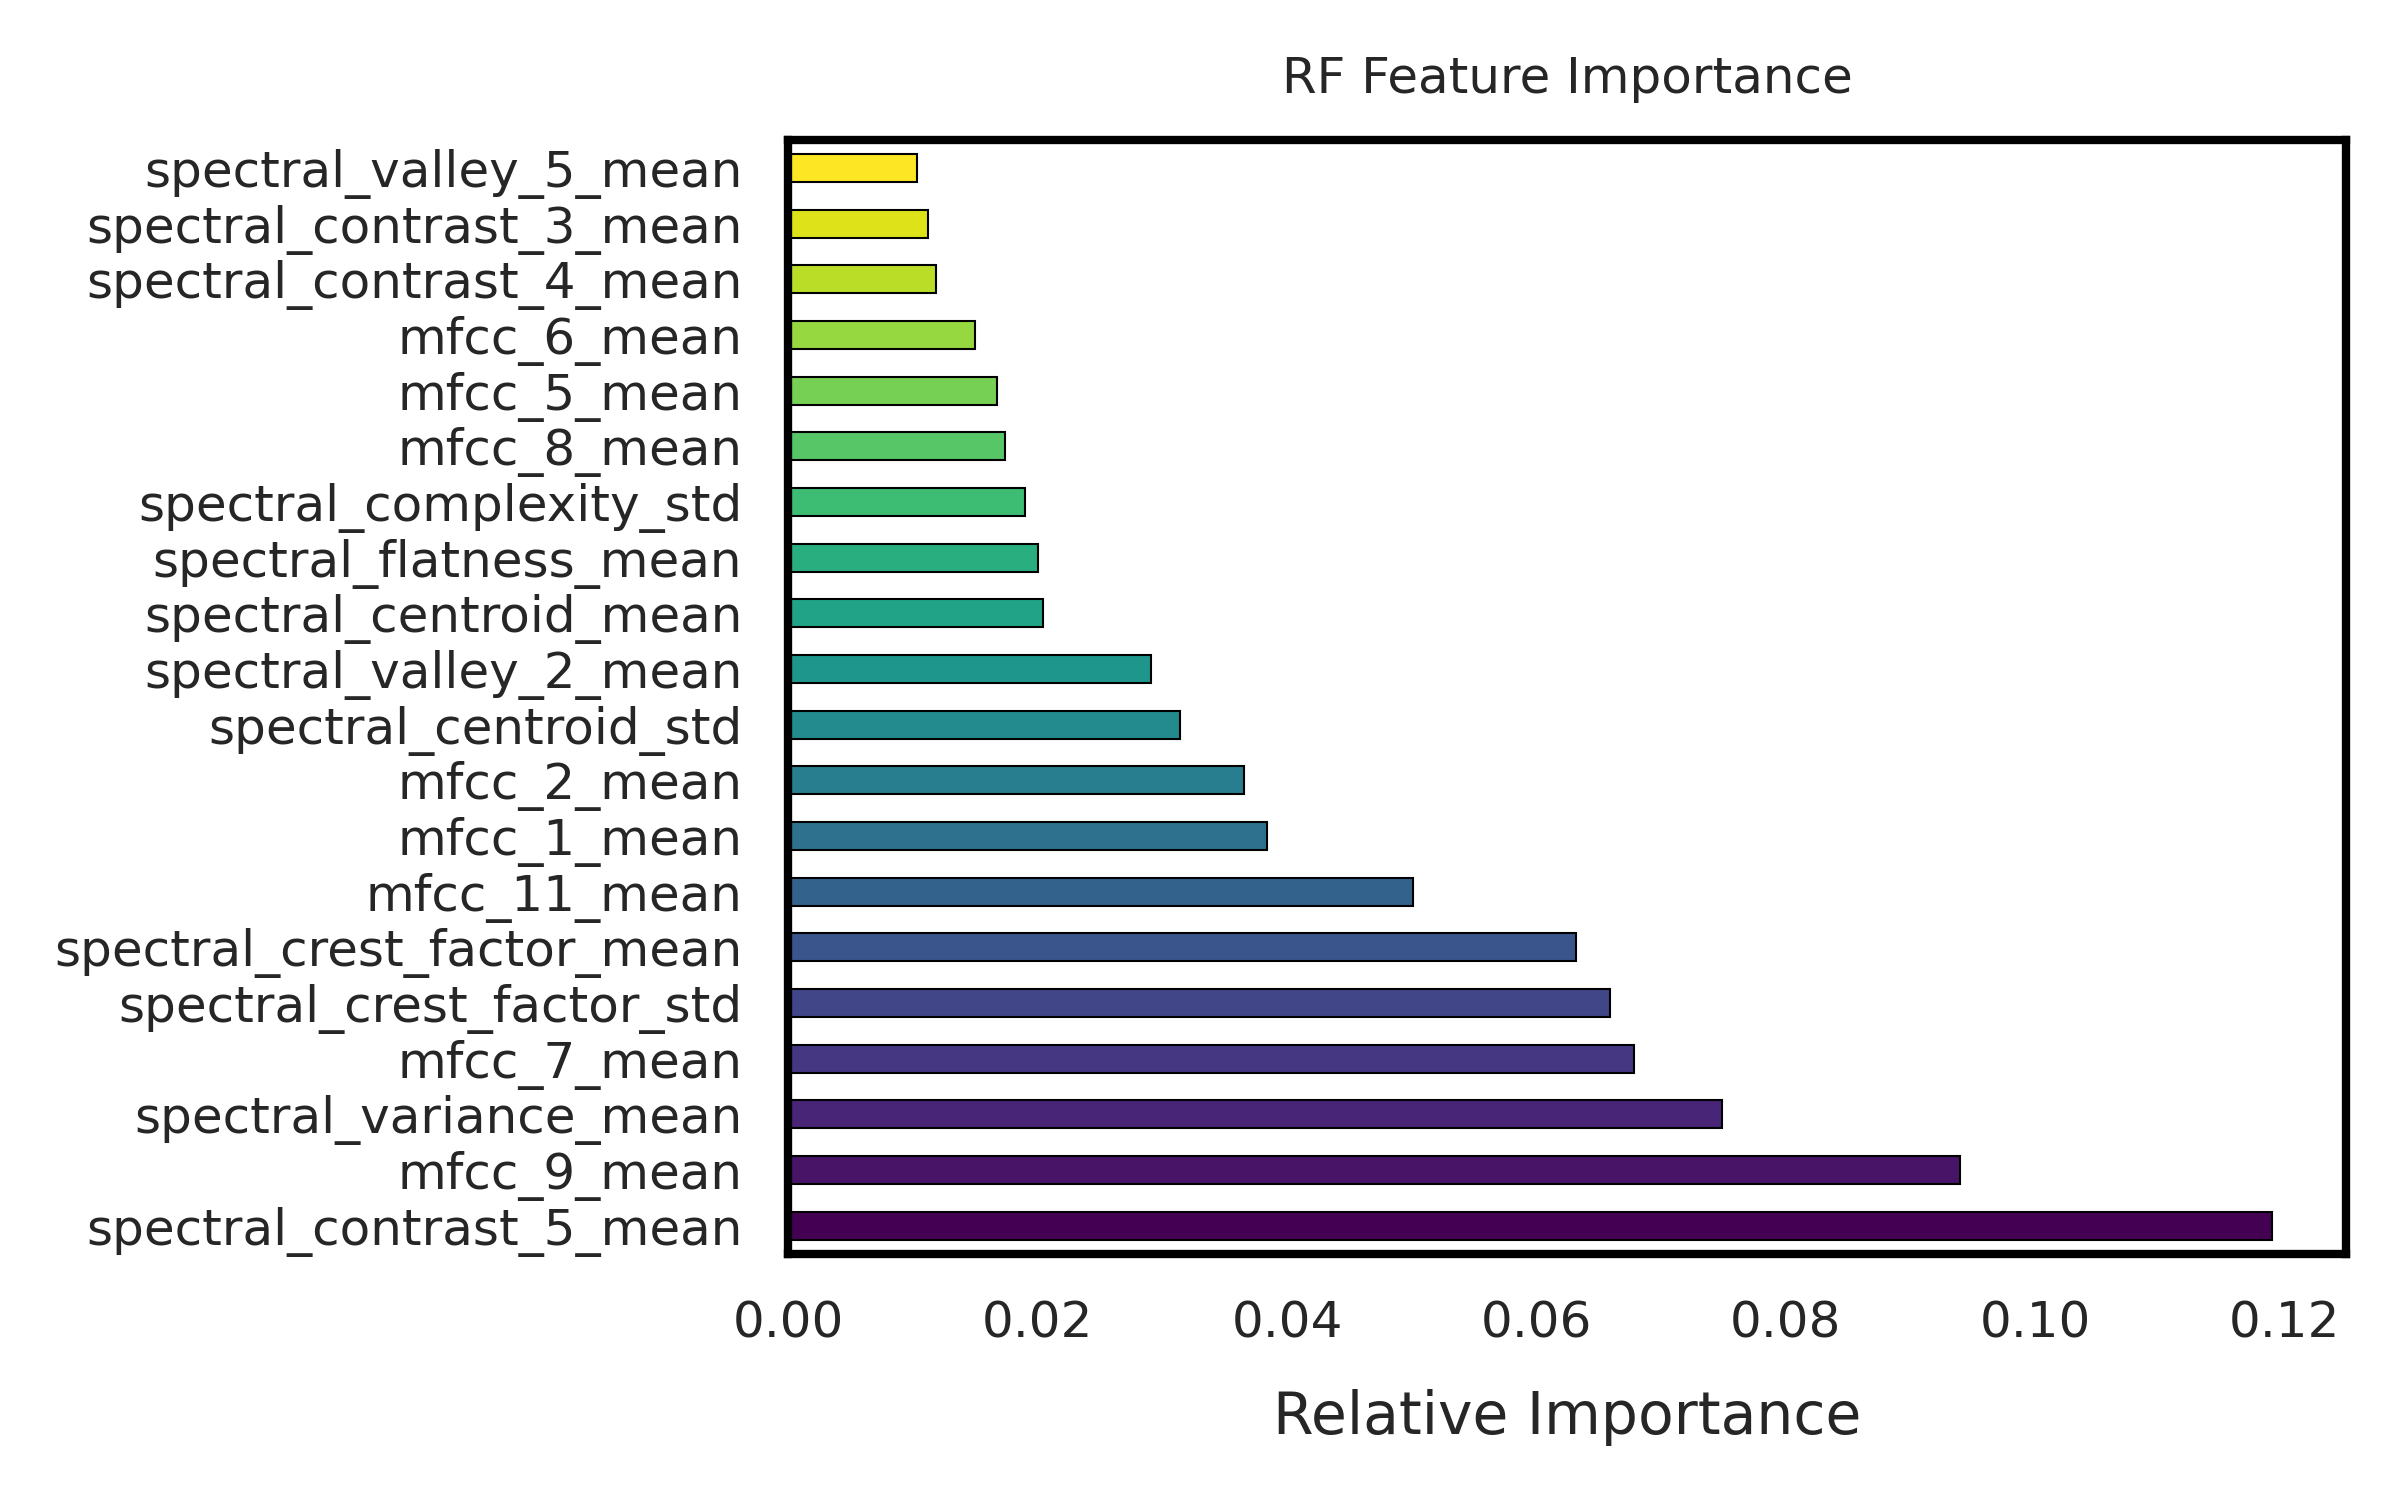 RF Feature Importance
spectral_valley_5_mean
spectral_contrast_3_mean
spectral_contrast_4_mean
mfcc_6_mean
mfcc_5_mean
mfcc_8_mean
spectral_complexity_std
spectral_flatness_mean
spectral_centroid_mean
spectral_valley_2_mean
spectral_centroid_std
mfcc_2_mean
mfcc_1_mean
mfcc_11_mean
spectral_crest_factor_mean
spectral_crest_factor_std
mfcc_7_mean
spectral_variance_mean
mfcc_9_mean
spectral_contrast_5_mean
0.00 0.02 0.04 0.06 0.08 0.10 0.12
Relative Importance